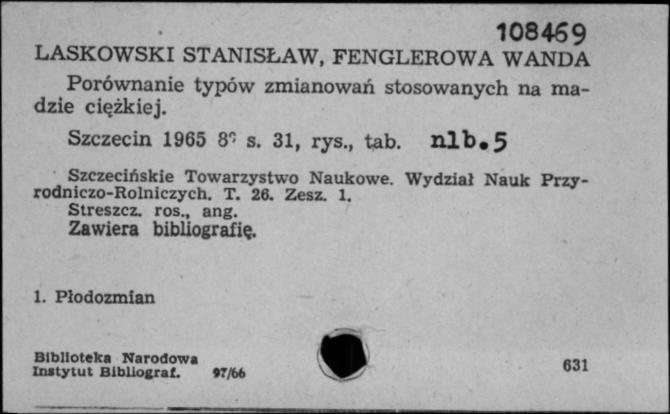 108469
LASKOWSKI STANISŁAW, FENGLEROWA WANDA
Porównanie typów zmianowań stosowanych na ma-
dzie ciężkiej.
Szczecin 1965 8° s. 31, rys., tab. nlb. 5
Szczecińskie Towarzystwo Naukowe. Wydział Nauk Przy-
rodniczo-Rolniczych. T. 26. Zesz. 1.
Streszcz. ros., ang.
Zawiera bibliografię.
1. Płodozmian
Biblioteka Narodowa
Instytut Bibliograf. 97/66
631